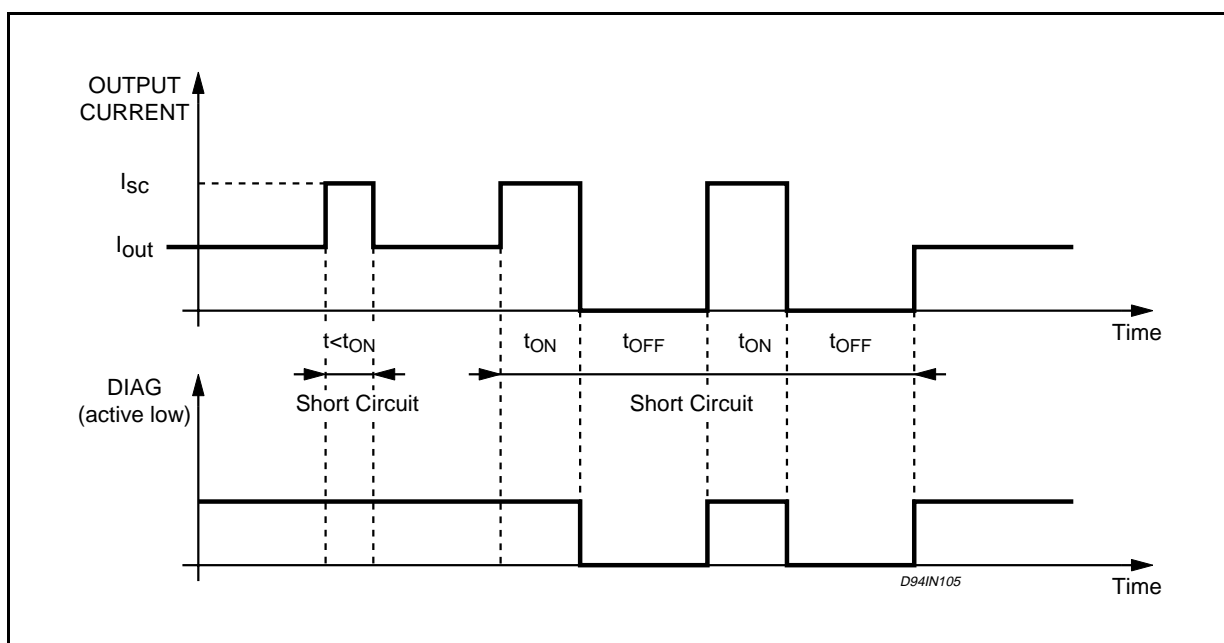 OUTPUT
CURRENT
Isc
Iout
Time
t<tON
tON
tOFF
tON
tOFF
DIAG
(active low)
Short Circuit
Short Circuit
D94IN105
Time